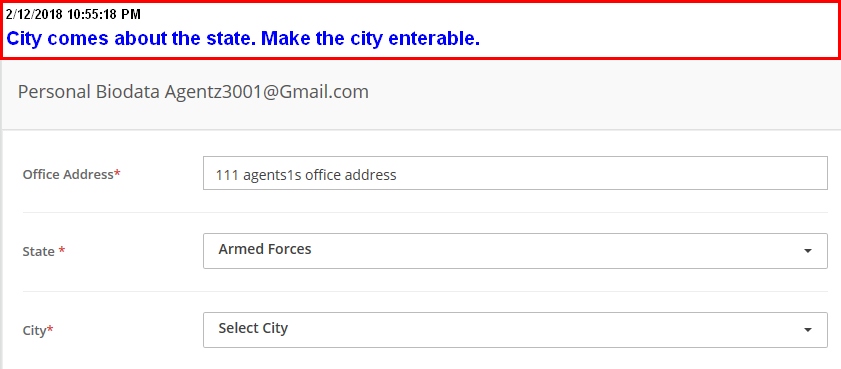 2/12/2018 10:55:18 PM
City comes about the state. Make the city enterable.
Personal Biodata Agentz3001@Gmail.com
Office Address* 111 agents1s office address
State * Armed Forces
City* Select City